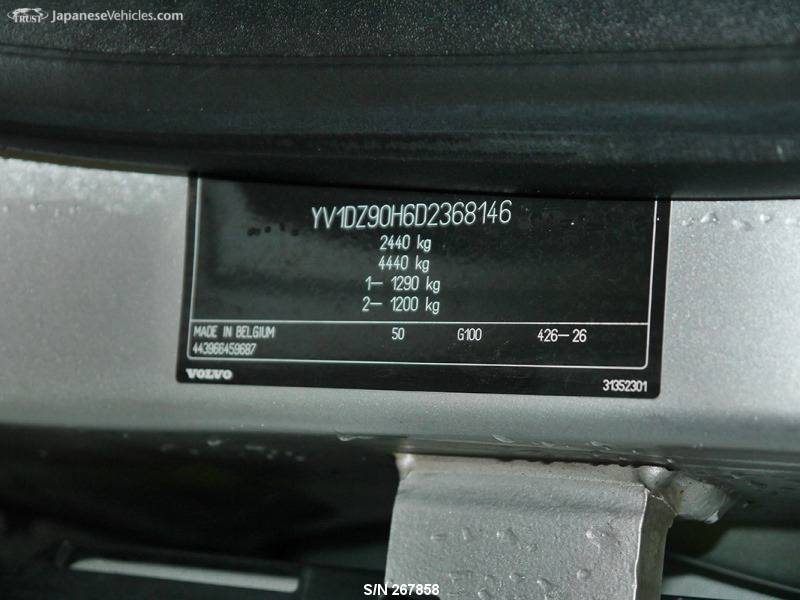 TRUST JapaneseVehicles.com
YV1DZ90H6D2368146
2440 kg
4440 kg
1– 1290 kg
2– 1200 kg
MADE IN BELGIUM 50 G100 426–26
443966459687
VOLVO 31352301
S/N 267858